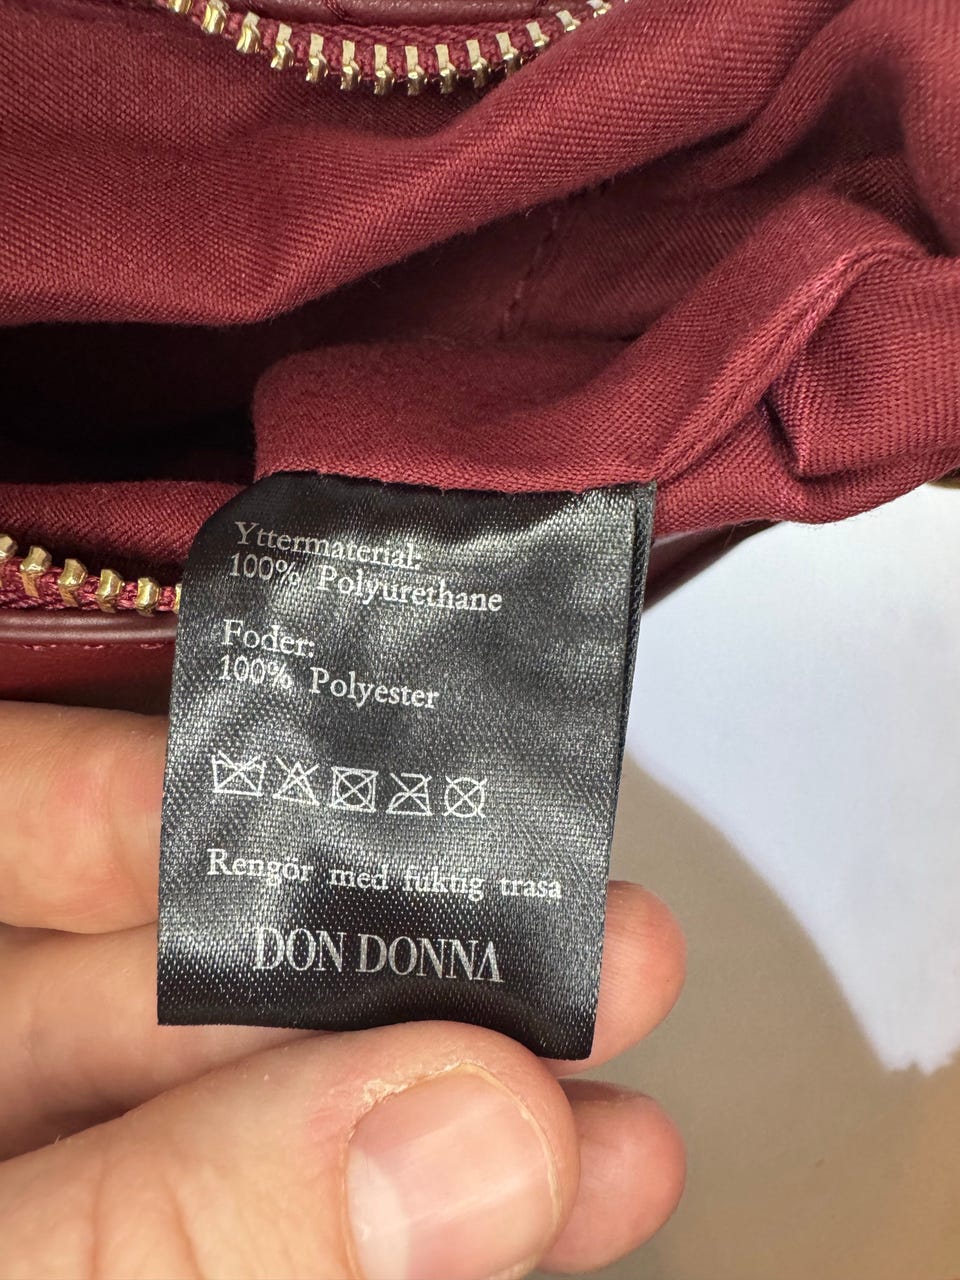 Yttermaterial:
100% Polyurethane
Foder:
100% Polyester
Rengör med fuktig trasa
DON DONNA